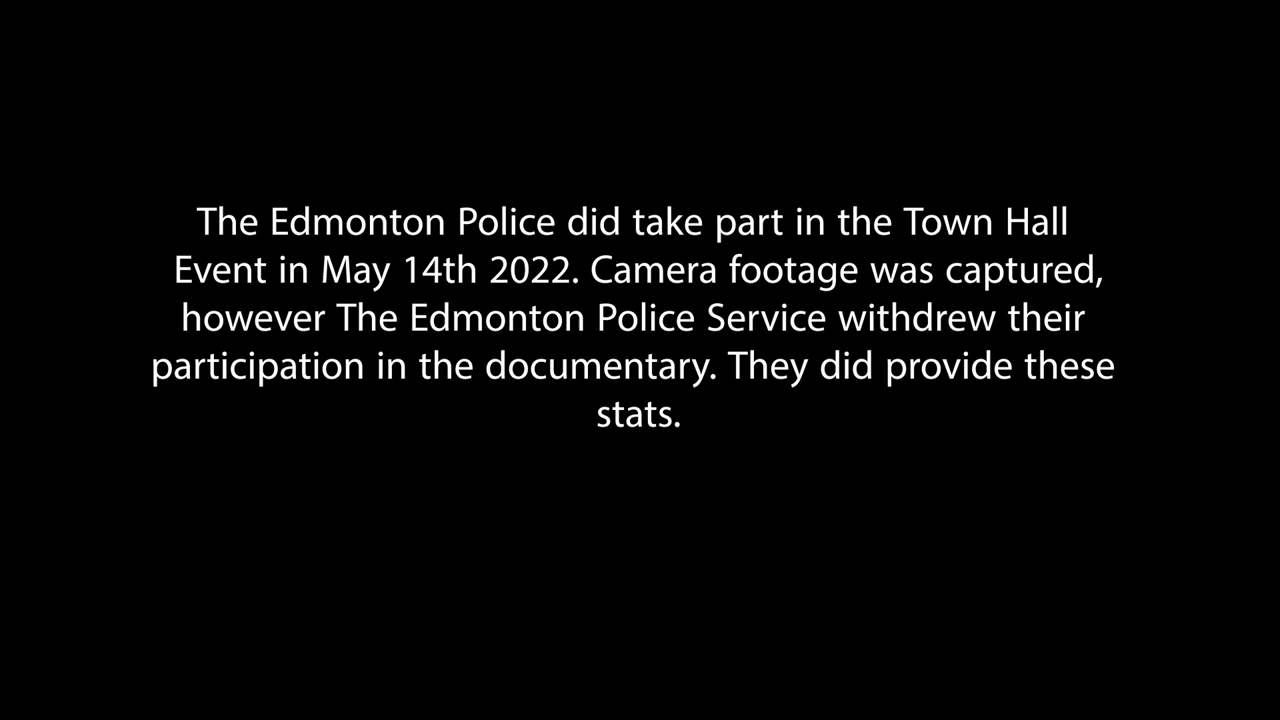 The Edmonton Police did take part in the Town Hall
Event in May 14th 2022. Camera footage was captured,
however The Edmonton Police Service withdrew their
participation in the documentary. They did provide these
stats.